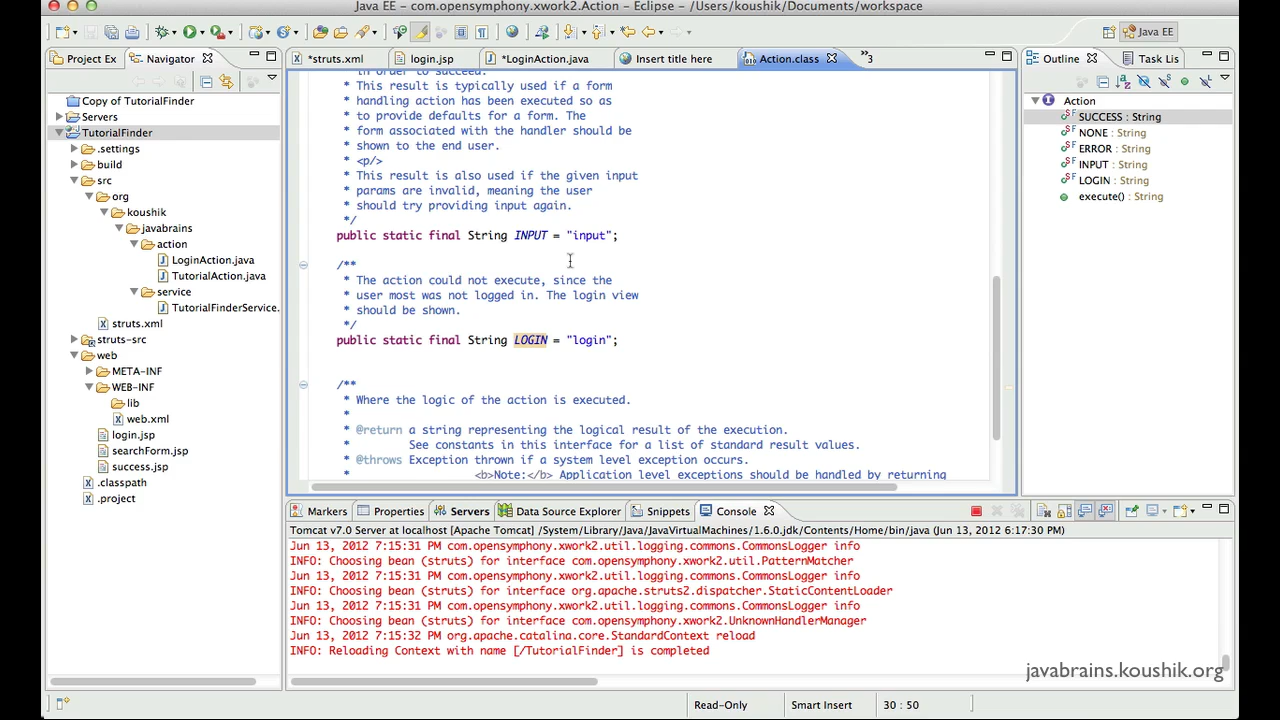 Java EE - com.opensymphony.xwork2.Action - Eclipse - /Users/koushik/Documents/workspace
Java EE
Project Ex
Navigator
Copy of TutorialFinder
Servers
TutorialFinder
.settings
build
src
org
koushik
javabrains
action
LoginAction.java
TutorialAction.java
service
TutorialFinderService.
struts.xml
struts-src
web
META-INF
WEB-INF
lib
web.xml
login.jsp
searchForm.jsp
success.jsp
.classpath
.project
*struts.xml
login.jsp
*LoginAction.java
Insert title here
Action.class
»3
in order to succeed.
* This result is typically used if a form
* handling action has been executed so as
* to provide defaults for a form. The
* form associated with the handler should be
* shown to the end user.
* <p/>
* This result is also used if the given input
* params are invalid, meaning the user
* should try providing input again.
*/
public static final String INPUT = "input";
/**
* The action could not execute, since the
* user most was not logged in. The login view
* should be shown.
*/
public static final String LOGIN = "login";
/**
* Where the logic of the action is executed.
*
* @return a string representing the logical result of the execution.
* See constants in this interface for a list of standard result values.
* @throws Exception thrown if a system level exception occurs.
* <b>Note:</b> Application level exceptions should be handled by returning
Outline
Task Lis
Action
SUCCESS : String
NONE : String
ERROR : String
INPUT : String
LOGIN : String
execute() : String
Markers
Properties
Servers
Data Source Explorer
Snippets
Console
Tomcat v7.0 Server at localhost [Apache Tomcat] /System/Library/Java/JavaVirtualMachines/1.6.0.jdk/Contents/Home/bin/java (Jun 13, 2012 6:17:30 PM)
Jun 13, 2012 7:15:31 PM com.opensymphony.xwork2.util.logging.commons.CommonsLogger info
INFO: Choosing bean (struts) for interface com.opensymphony.xwork2.util.PatternMatcher
Jun 13, 2012 7:15:31 PM com.opensymphony.xwork2.util.logging.commons.CommonsLogger info
INFO: Choosing bean (struts) for interface org.apache.struts2.dispatcher.StaticContentLoader
Jun 13, 2012 7:15:31 PM com.opensymphony.xwork2.util.logging.commons.CommonsLogger info
INFO: Choosing bean (struts) for interface com.opensymphony.xwork2.UnknownHandlerManager
Jun 13, 2012 7:15:32 PM org.apache.catalina.core.StandardContext reload
INFO: Reloading Context with name [/TutorialFinder] is completed
javabrains.koushik.org
Read-Only
Smart Insert
30 : 50